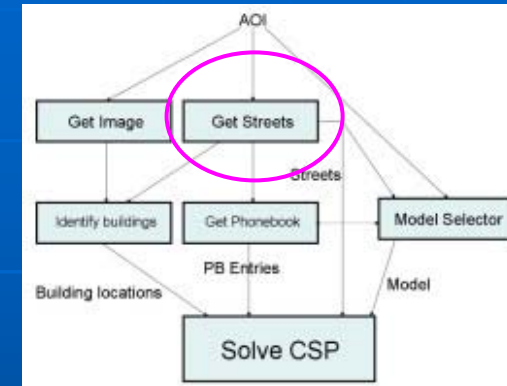 AOI
Get Image
Get Streets
Streets
Identify buildings
Get Phonebook
Model Selector
PB Entries
Building locations
Model
Solve CSP